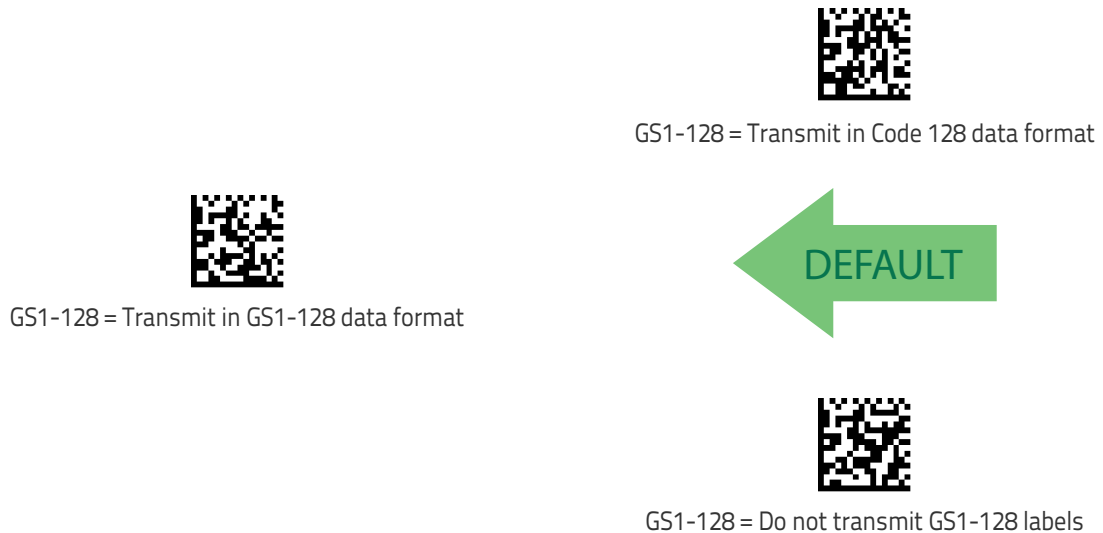 GS1-128 = Transmit in Code 128 data format
GS1-128 = Transmit in GS1-128 data format
DEFAULT
GS1-128 = Do not transmit GS1-128 labels